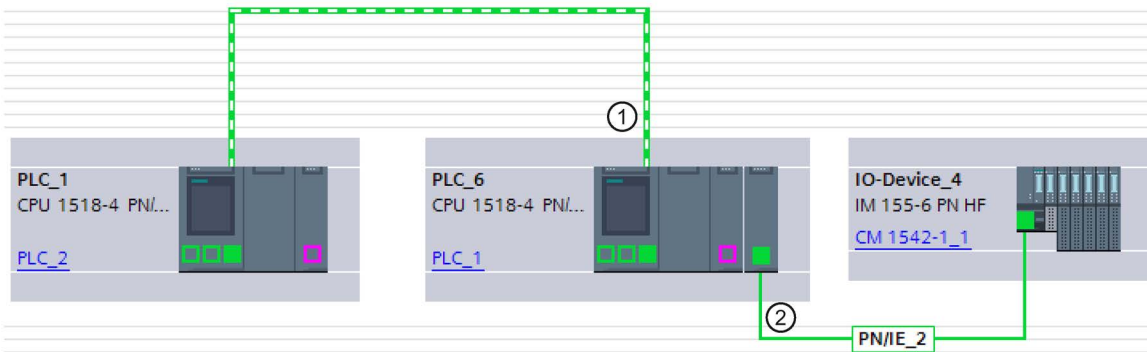 ①
PLC_1
CPU 1518-4 PN/...
PLC_2
PLC_6
CPU 1518-4 PN/...
PLC_1
IO-Device_4
IM 155-6 PN HF
CM 1542-1_1
②
PN/IE_2